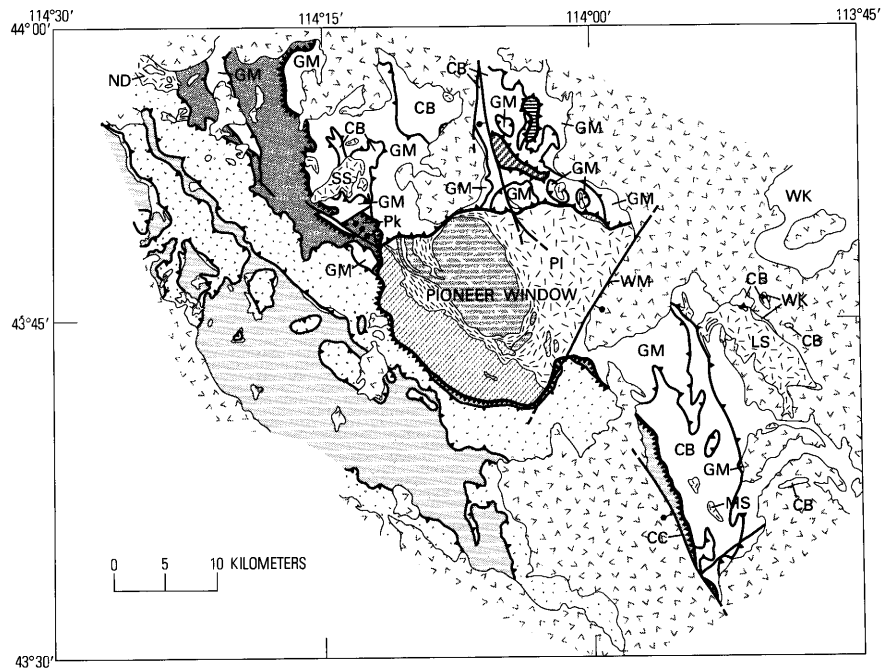 114°30'
114°15'
114°00'
113°45'
44°00'
ND
GM
GM
CB
CB
GM
CB
GM
GM
SS
GM
GM
GM
GM
GM
Pk
WK
GM
PI
WM
PIONEER WINDOW
CB
WK
43°45'
LS
CB
GM
CB
GM
MS
CB
CC
0 5 10 KILOMETERS
43°30'